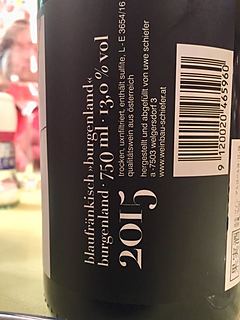 blaufränkisch »burgenland«
burgenland · 750 ml · 13,0 % vol
2015
trocken, unfiltriert, enthält sulfite, L - E 3654/16
qualitätswein aus österreich
hergestellt und abgefüllt von uwe schiefer
a - 7503 welgersdorf 3
www.weinbau-schiefer.at
9 120020 465960